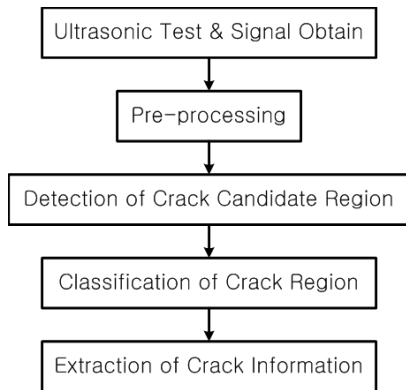 Ultrasonic Test & Signal Obtain
Pre-processing
Detection of Crack Candidate Region
Classification of Crack Region
Extraction of Crack Information